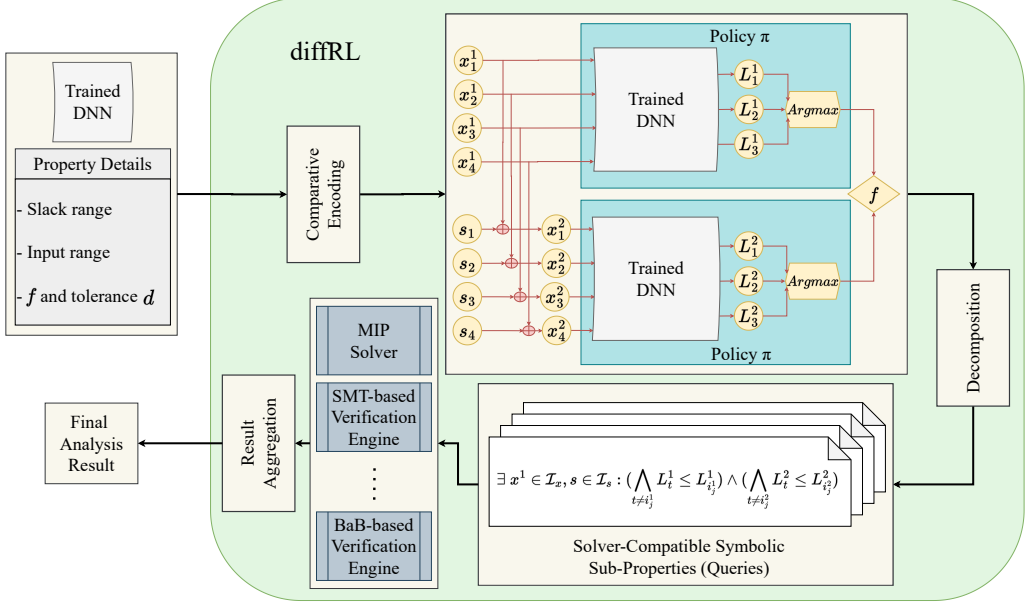 diffRL
Trained
DNN
Property Details
- Slack range
- Input range
- f and tolerance d
Comparative
Encoding
x_1^1
x_2^1
x_3^1
x_4^1
s_1
s_2
s_3
s_4
x_1^2
x_2^2
x_3^2
x_4^2
Policy π
Trained
DNN
L_1^1
L_2^1
L_3^1
Argmax
Trained
DNN
L_1^2
L_2^2
L_3^2
Argmax
Policy π
f
Decomposition
∃ x^1 ∈ I_x, s ∈ I_s : (⋀_{t≠i_j^1} L_t^1 ≤ L_{i_j^1}^1) ∧ (⋀_{t≠i_j^2} L_t^2 ≤ L_{i_j^2}^2)
Solver-Compatible Symbolic
Sub-Properties (Queries)
MIP
Solver
SMT-based
Verification
Engine
BaB-based
Verification
Engine
Result
Aggregation
Final
Analysis
Result